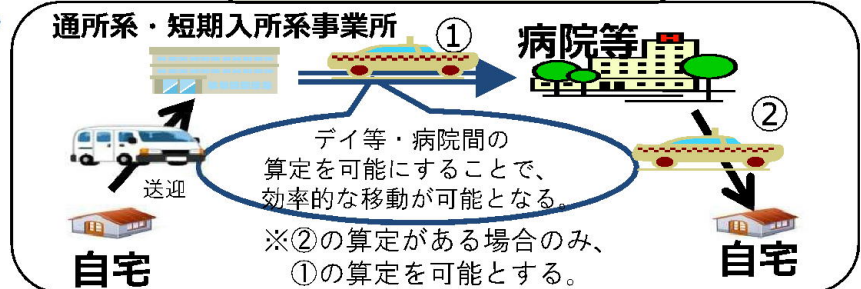 通所系・短期入所系事業所
①
病院等
②
デイ等・病院間の
算定を可能にすることで、
効率的な移動が可能となる。
送迎
※②の算定がある場合のみ、
①の算定を可能とする。
自宅
自宅